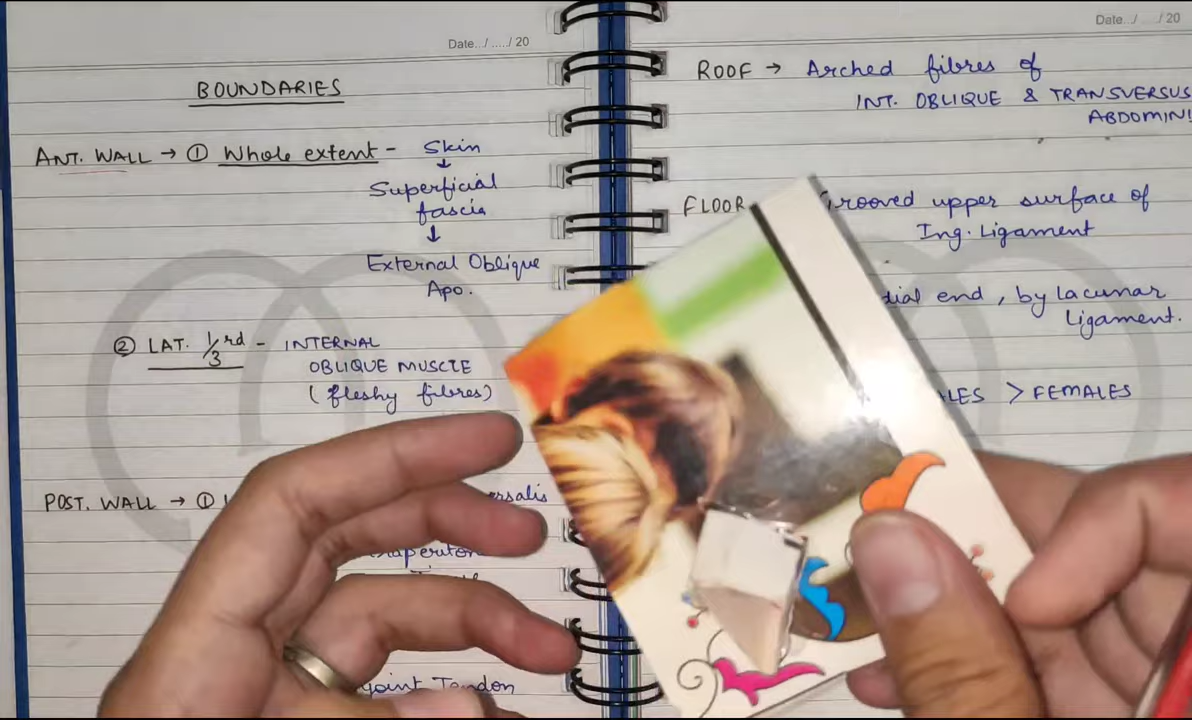 Date../...../ 20
BOUNDARIES
ANT. WALL → ① Whole extent - Skin
↓
Superficial
fascia
↓
External Oblique
Apo.
② LAT. 1/3 rd - INTERNAL
OBLIQUE MUSCLE
( fleshy fibres)
POST. WALL → ①
Tendon
Date../ / 20
ROOF → Arched fibres of
INT. OBLIQUE & TRANSVERSUS
FLOOR
upper surface of
Ing. Ligament
end, by lacunar
Ligament.
> FEMALES